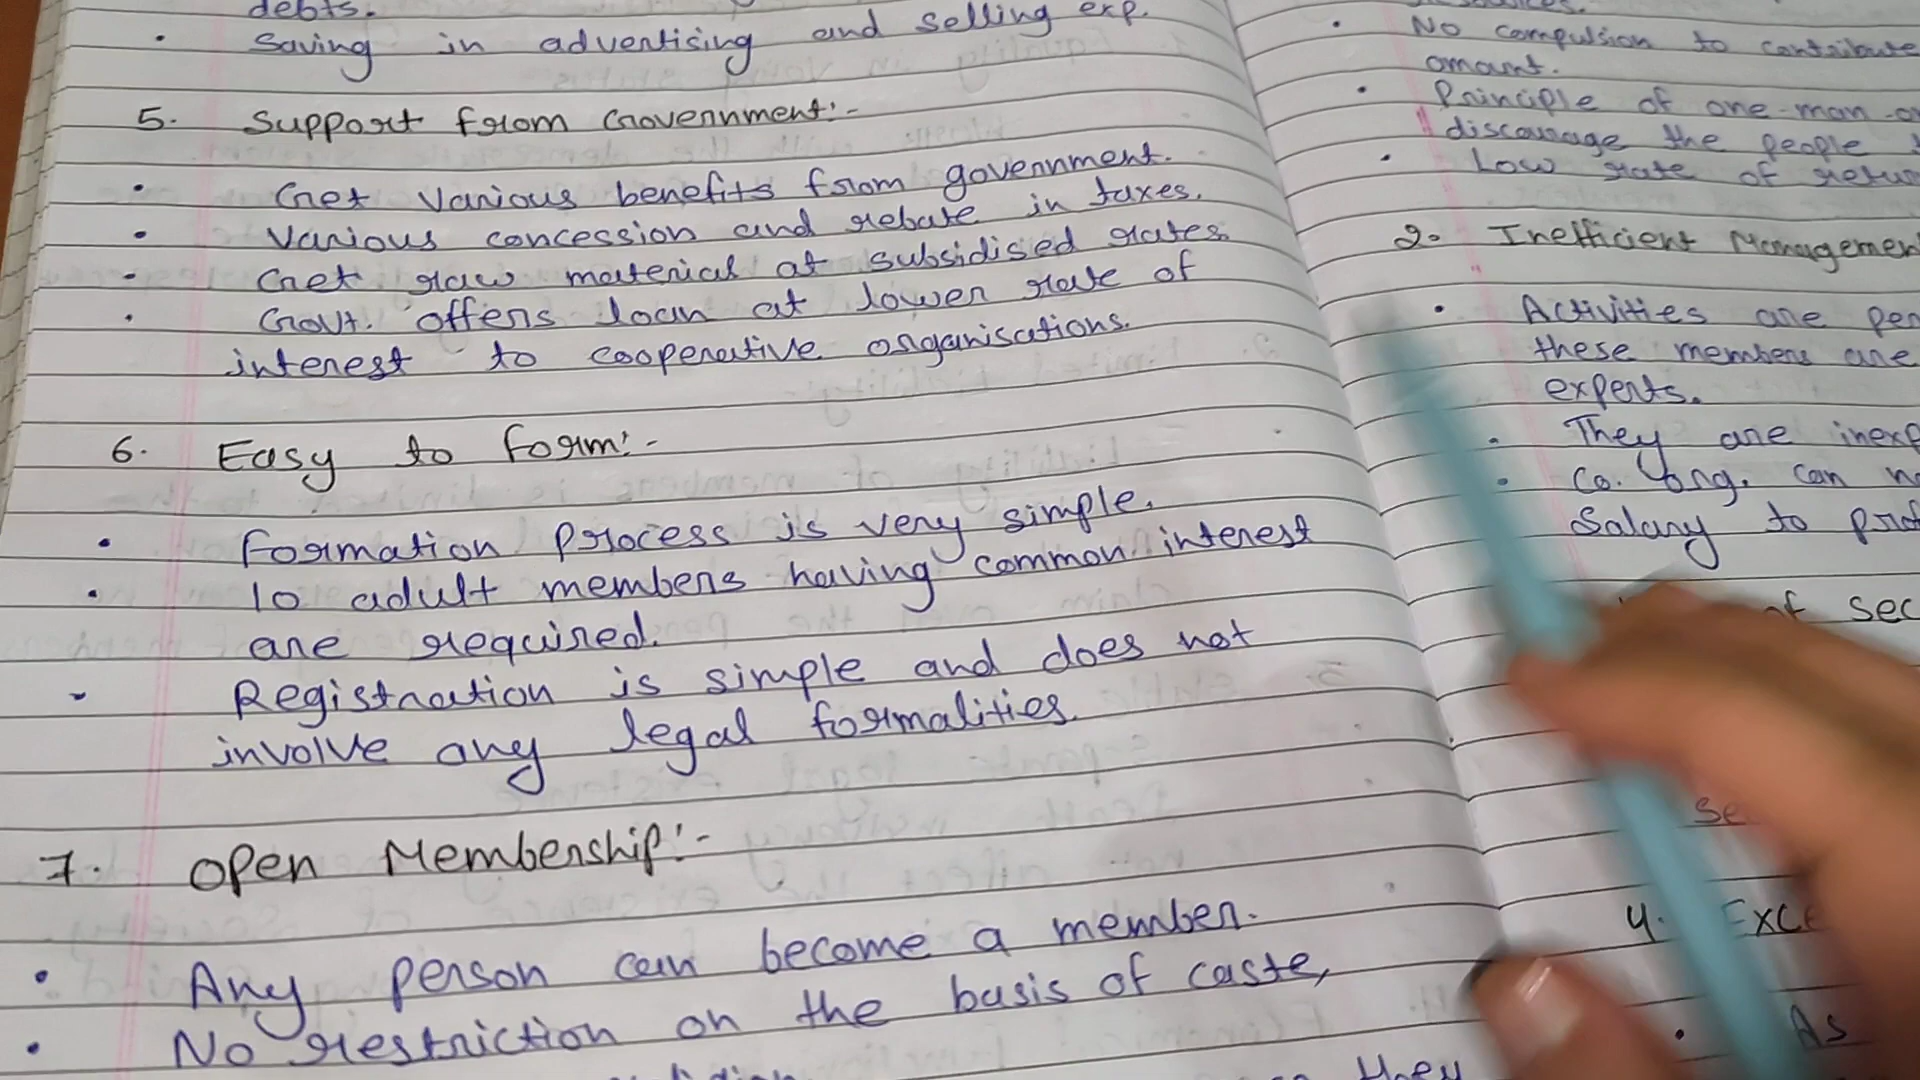 debts.
• Saving in advertising and selling exp.
5. Support from Government:-
• Get Various benefits from government.
• Various concession and rebate in taxes.
• Get raw material at subsidised rates
• Govt. offers loan at lower rate of
interest to cooperative organisations.
6. Easy to form:-
• Formation process is very simple.
• 10 adult members having common interest
are required.
- Registration is simple and does not
involve any legal formalities.
7. Open Membership:-
• Any person can become a member.
• No restriction on the basis of caste,
they
• No compulsion to contribute
amount.
• Principle of one-man-
discourage the people
• Low rate of
2. Inefficient
• Activities are
these members are
experts.
• They are
• Co. Org. can
Salary to
of
4.
• As